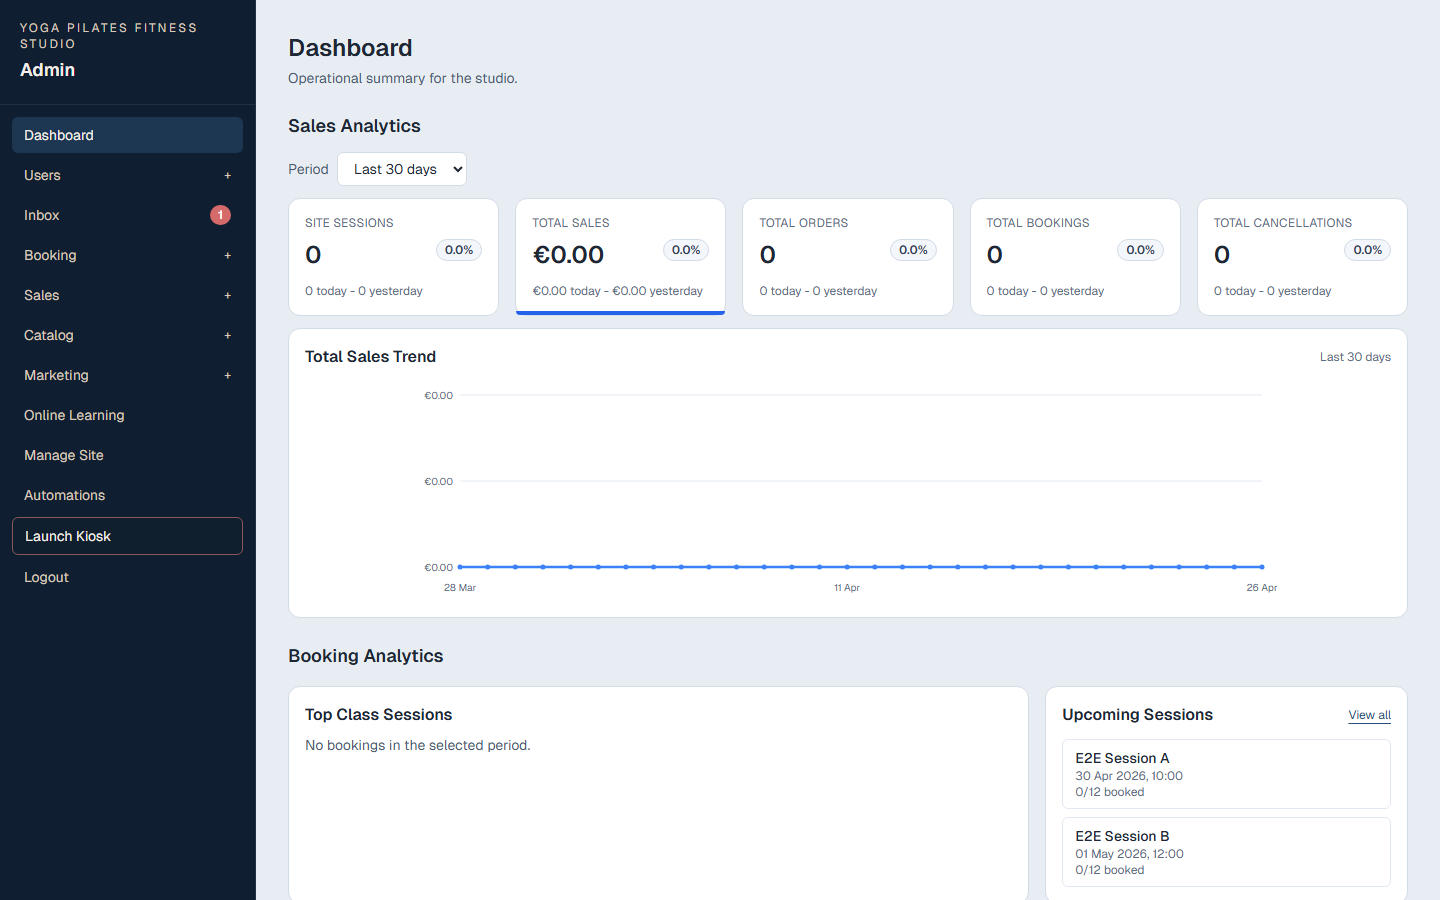 YOGA PILATES FITNESS
STUDIO
Admin
Dashboard
Users +
Inbox 1
Booking +
Sales +
Catalog +
Marketing +
Online Learning
Manage Site
Automations
Launch Kiosk
Logout
Dashboard
Operational summary for the studio.
Sales Analytics
Period Last 30 days
SITE SESSIONS
0 0.0%
0 today - 0 yesterday
TOTAL SALES
€0.00 0.0%
€0.00 today - €0.00 yesterday
TOTAL ORDERS
0 0.0%
0 today - 0 yesterday
TOTAL BOOKINGS
0 0.0%
0 today - 0 yesterday
TOTAL CANCELLATIONS
0 0.0%
0 today - 0 yesterday
Total Sales Trend Last 30 days
€0.00
€0.00
€0.00
28 Mar 11 Apr 26 Apr
Booking Analytics
Top Class Sessions
No bookings in the selected period.
Upcoming Sessions View all
E2E Session A
30 Apr 2026, 10:00
0/12 booked
E2E Session B
01 May 2026, 12:00
0/12 booked